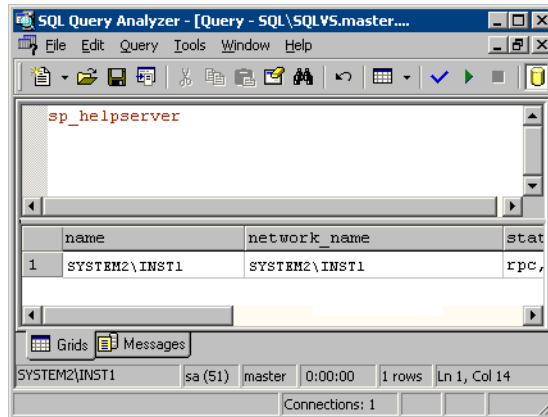 SQL Query Analyzer - [Query - SQL\SQLVS.master....
File Edit Query Tools Window Help
sp_helpserver
name network_name stat
1 SYSTEM2\INST1 SYSTEM2\INST1 rpc,
Grids Messages
SYSTEM2\INST1 sa (51) master 0:00:00 1 rows Ln 1, Col 14
Connections: 1